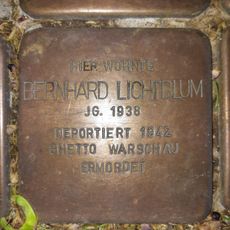 HIER WOHNTE
BERNHARD LICHTBLUM
JG. 1938
DEPORTIERT 1942
GHETTO WARSCHAU
ERMORDET